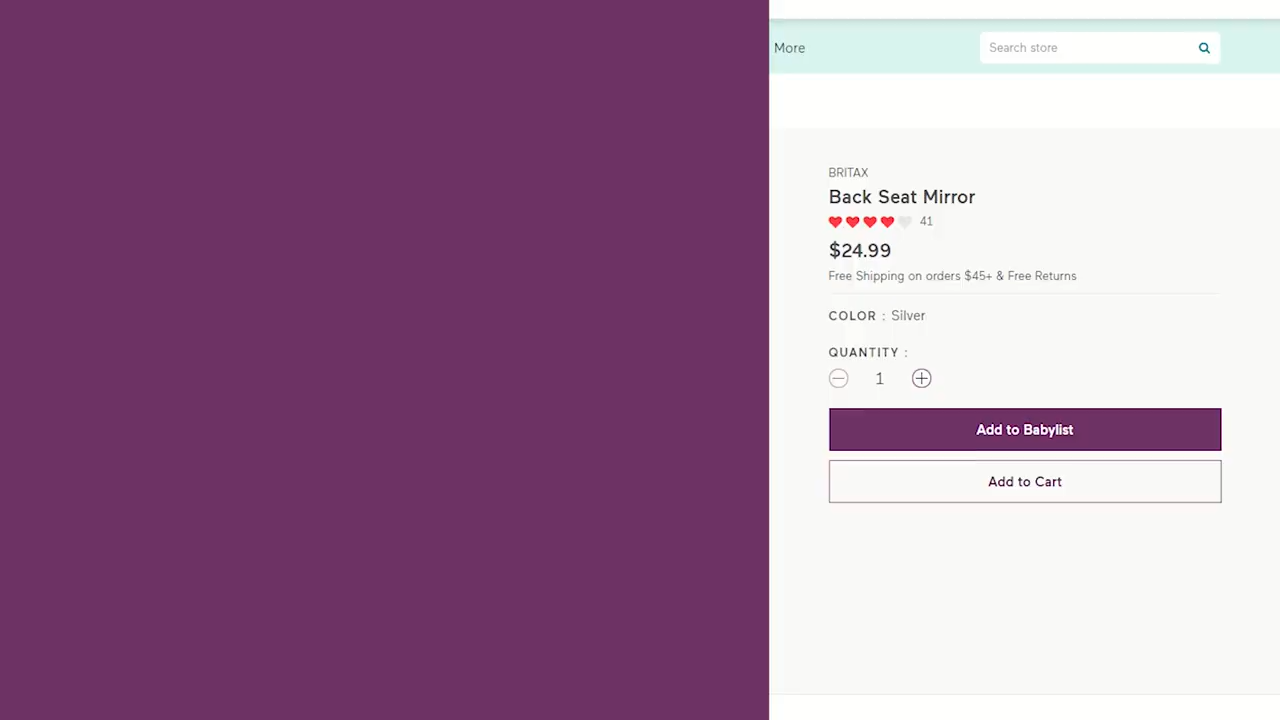 More
Search store
BRITAX
Back Seat Mirror
41
$24.99
Free Shipping on orders $45+ & Free Returns
COLOR : Silver
QUANTITY :
1
Add to Babylist
Add to Cart